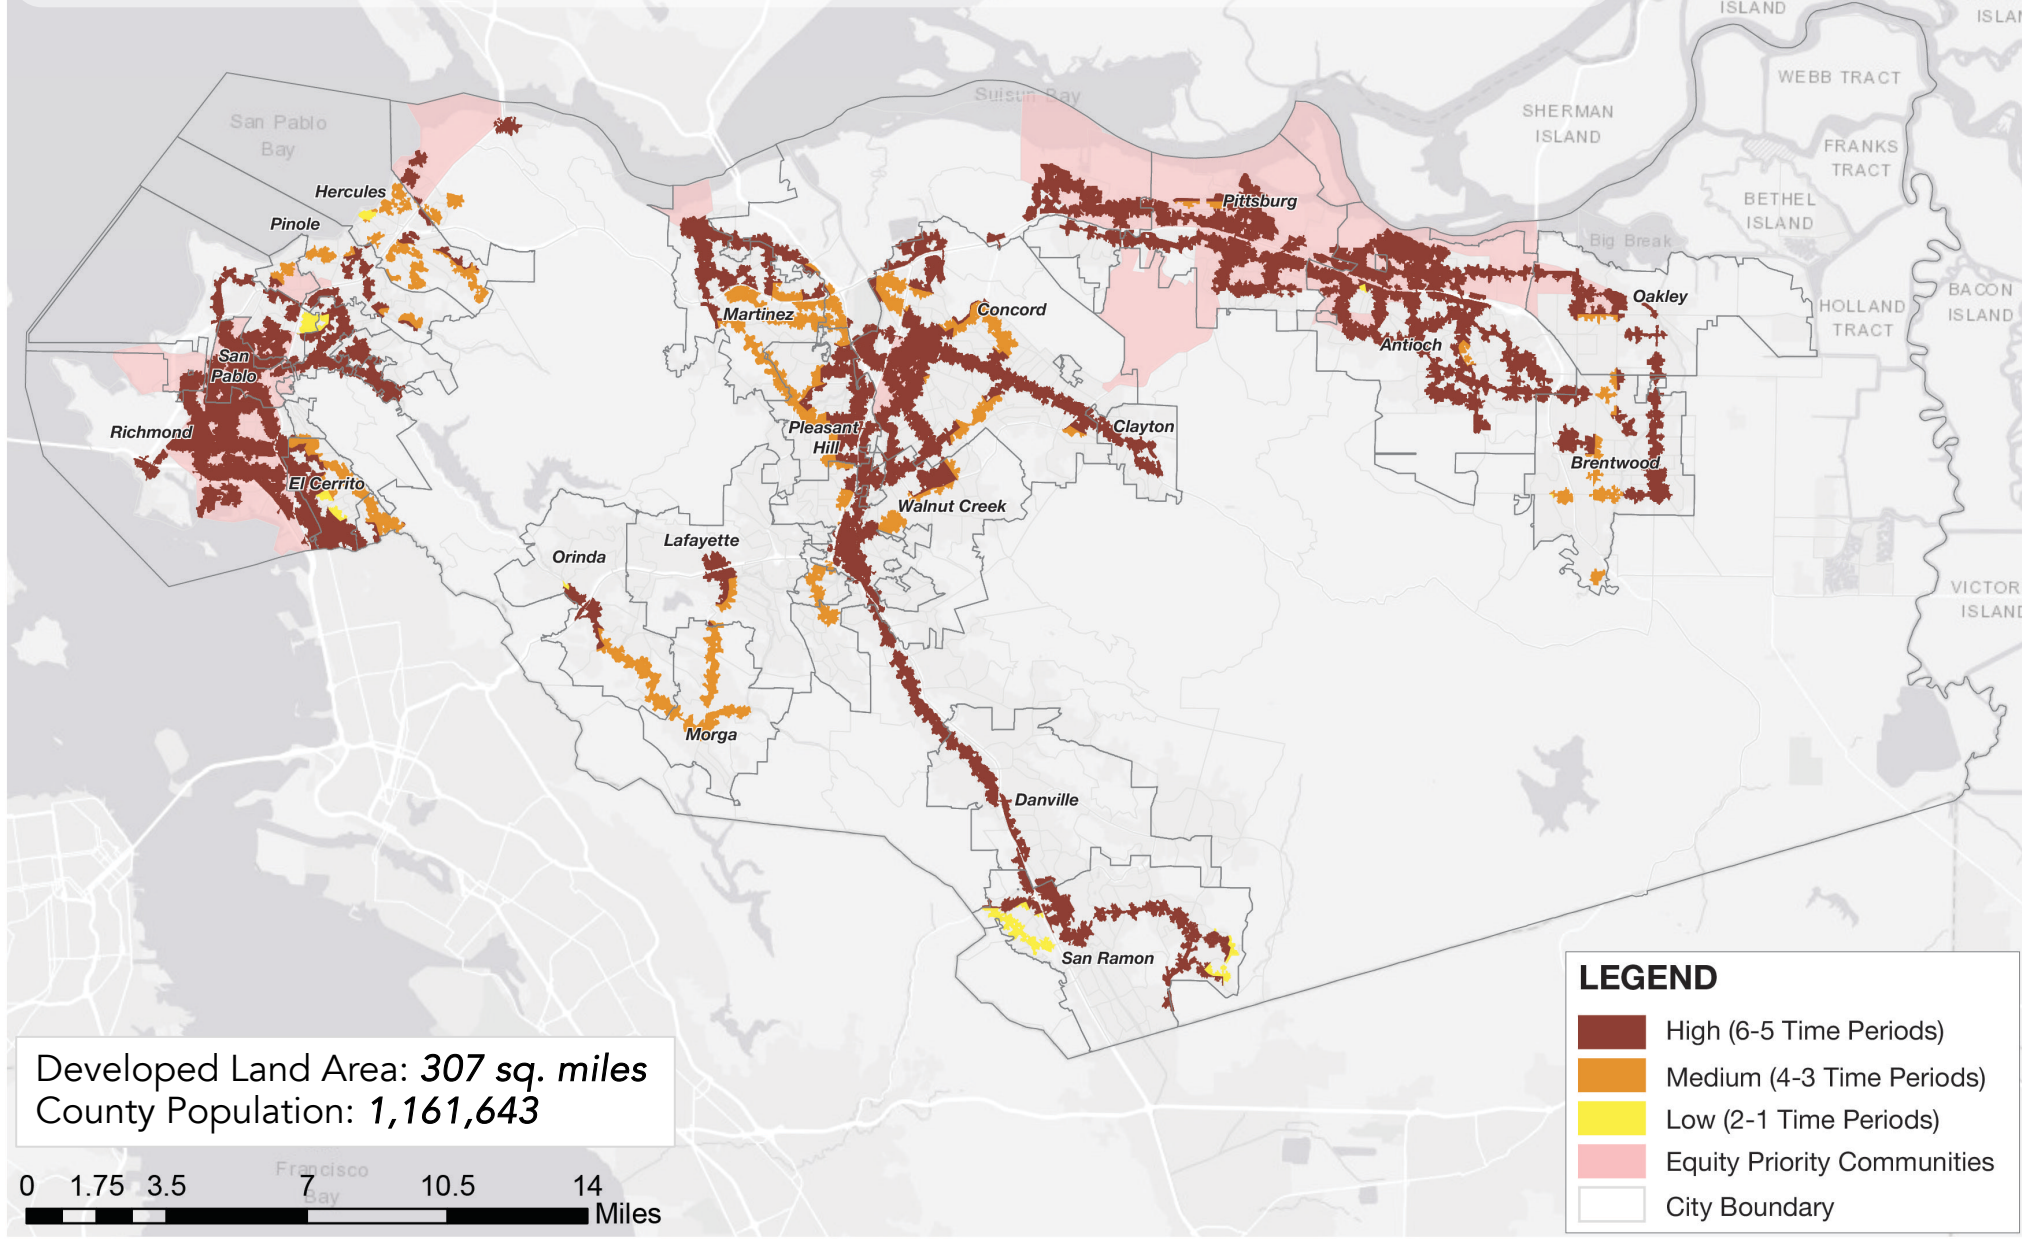 ISLAND
WEBB TRACT
Suisun Bay
SHERMAN
ISLAND
San Pablo
Bay
FRANKS
TRACT
Hercules
BETHEL
ISLAND
Pittsburg
Pinole
Big Break
BACON
ISLAND
Oakley
HOLLAND
TRACT
Concord
Martinez
Antioch
San
Pablo
Richmond
Pleasant
Hill
Clayton
Brentwood
El Cerrito
Walnut Creek
Lafayette
Orinda
VICTOR
ISLAND
Morga
Danville
San Ramon
LEGEND
High (6-5 Time Periods)
Medium (4-3 Time Periods)
Low (2-1 Time Periods)
Equity Priority Communities
City Boundary
Developed Land Area: 307 sq. miles
County Population: 1,161,643
Francisco
Bay
0 1.75 3.5 7 10.5 14
Miles